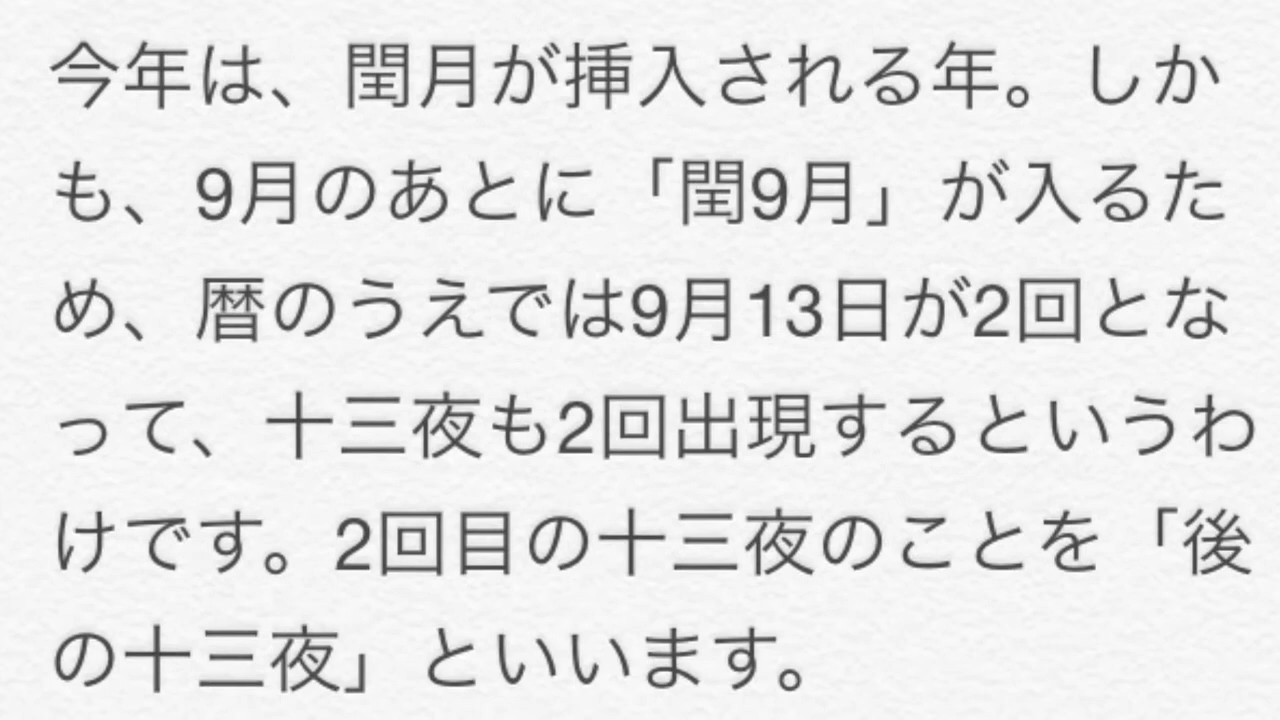 今年は、閏月が挿入される年。しか
も、9月のあとに「閏9月」が入るた
め、暦のうえでは9月13日が2回とな
って、十三夜も2回出現するというわ
けです。2回目の十三夜のことを「後
の十三夜」といいます。